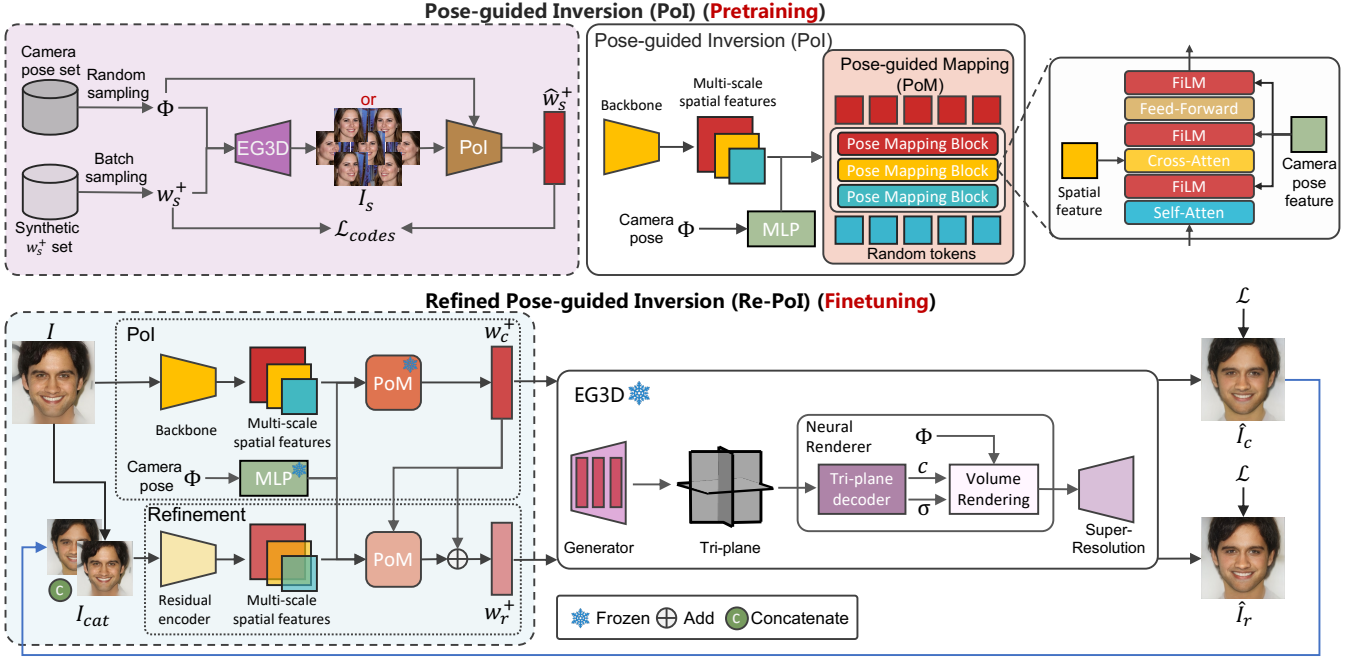 Pose-guided Inversion (PoI) (Pretraining)
Camera
pose set
Random
sampling
Φ
Batch
sampling
w_s^+
Synthetic
w_s^+ set
EG3D
or
I_s
PoI
ŵ_s^+
ℒ_codes
Pose-guided Inversion (PoI)
Backbone
Multi-scale
spatial features
Camera
pose
Φ
MLP
Pose-guided Mapping
(PoM)
Pose Mapping Block
Pose Mapping Block
Pose Mapping Block
Random tokens
FiLM
Feed-Forward
FiLM
Cross-Atten
FiLM
Self-Atten
Spatial
feature
Camera
pose
feature
Refined Pose-guided Inversion (Re-PoI) (Finetuning)
I
PoI
Backbone
Multi-scale
spatial features
PoM
w_c^+
Camera
pose
Φ
MLP
Refinement
C
I_cat
Residual
encoder
Multi-scale
spatial features
PoM
w_r^+
EG3D
Generator
Tri-plane
Neural
Renderer
Φ
Tri-plane
decoder
c
σ
Volume
Rendering
Super-
Resolution
ℒ
Î_c
ℒ
Î_r
Frozen
Add
C
Concatenate